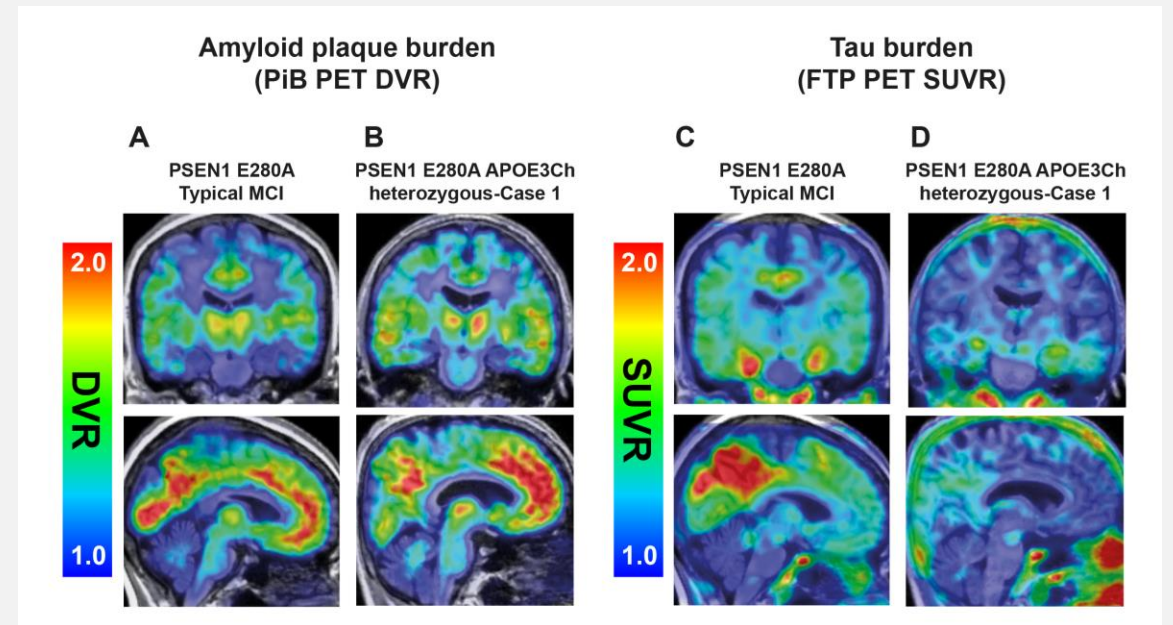 Amyloid plaque burden
(PiB PET DVR)
Tau burden
(FTP PET SUVR)
A
B
C
D
PSEN1 E280A
Typical MCI
PSEN1 E280A APOE3Ch
heterozygous-Case 1
PSEN1 E280A
Typical MCI
PSEN1 E280A APOE3Ch
heterozygous-Case 1
2.0
DVR
1.0
2.0
SUVR
1.0